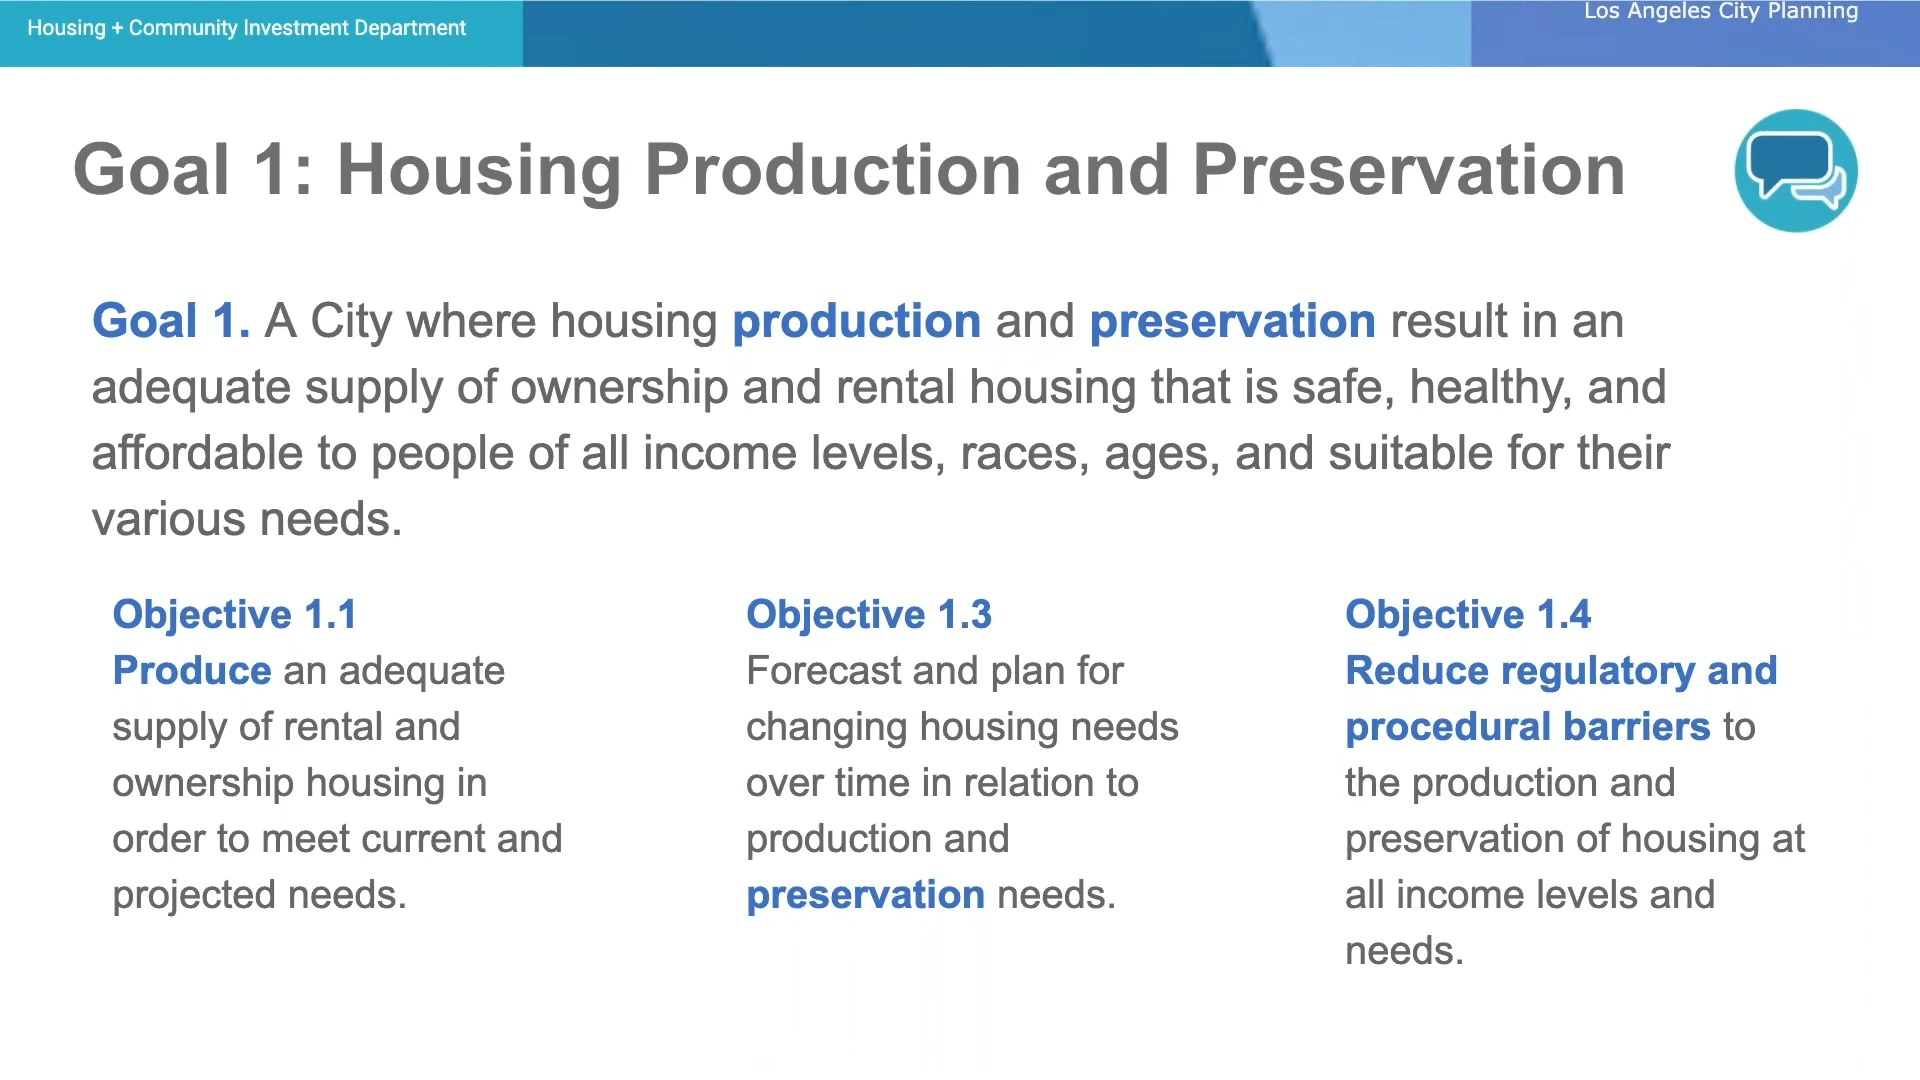 Housing + Community Investment Department
Los Angeles City Planning
Goal 1: Housing Production and Preservation
Goal 1. A City where housing production and preservation result in an
adequate supply of ownership and rental housing that is safe, healthy, and
affordable to people of all income levels, races, ages, and suitable for their
various needs.
Objective 1.1
Produce an adequate
supply of rental and
ownership housing in
order to meet current and
projected needs.
Objective 1.3
Forecast and plan for
changing housing needs
over time in relation to
production and
preservation needs.
Objective 1.4
Reduce regulatory and
procedural barriers to
the production and
preservation of housing at
all income levels and
needs.